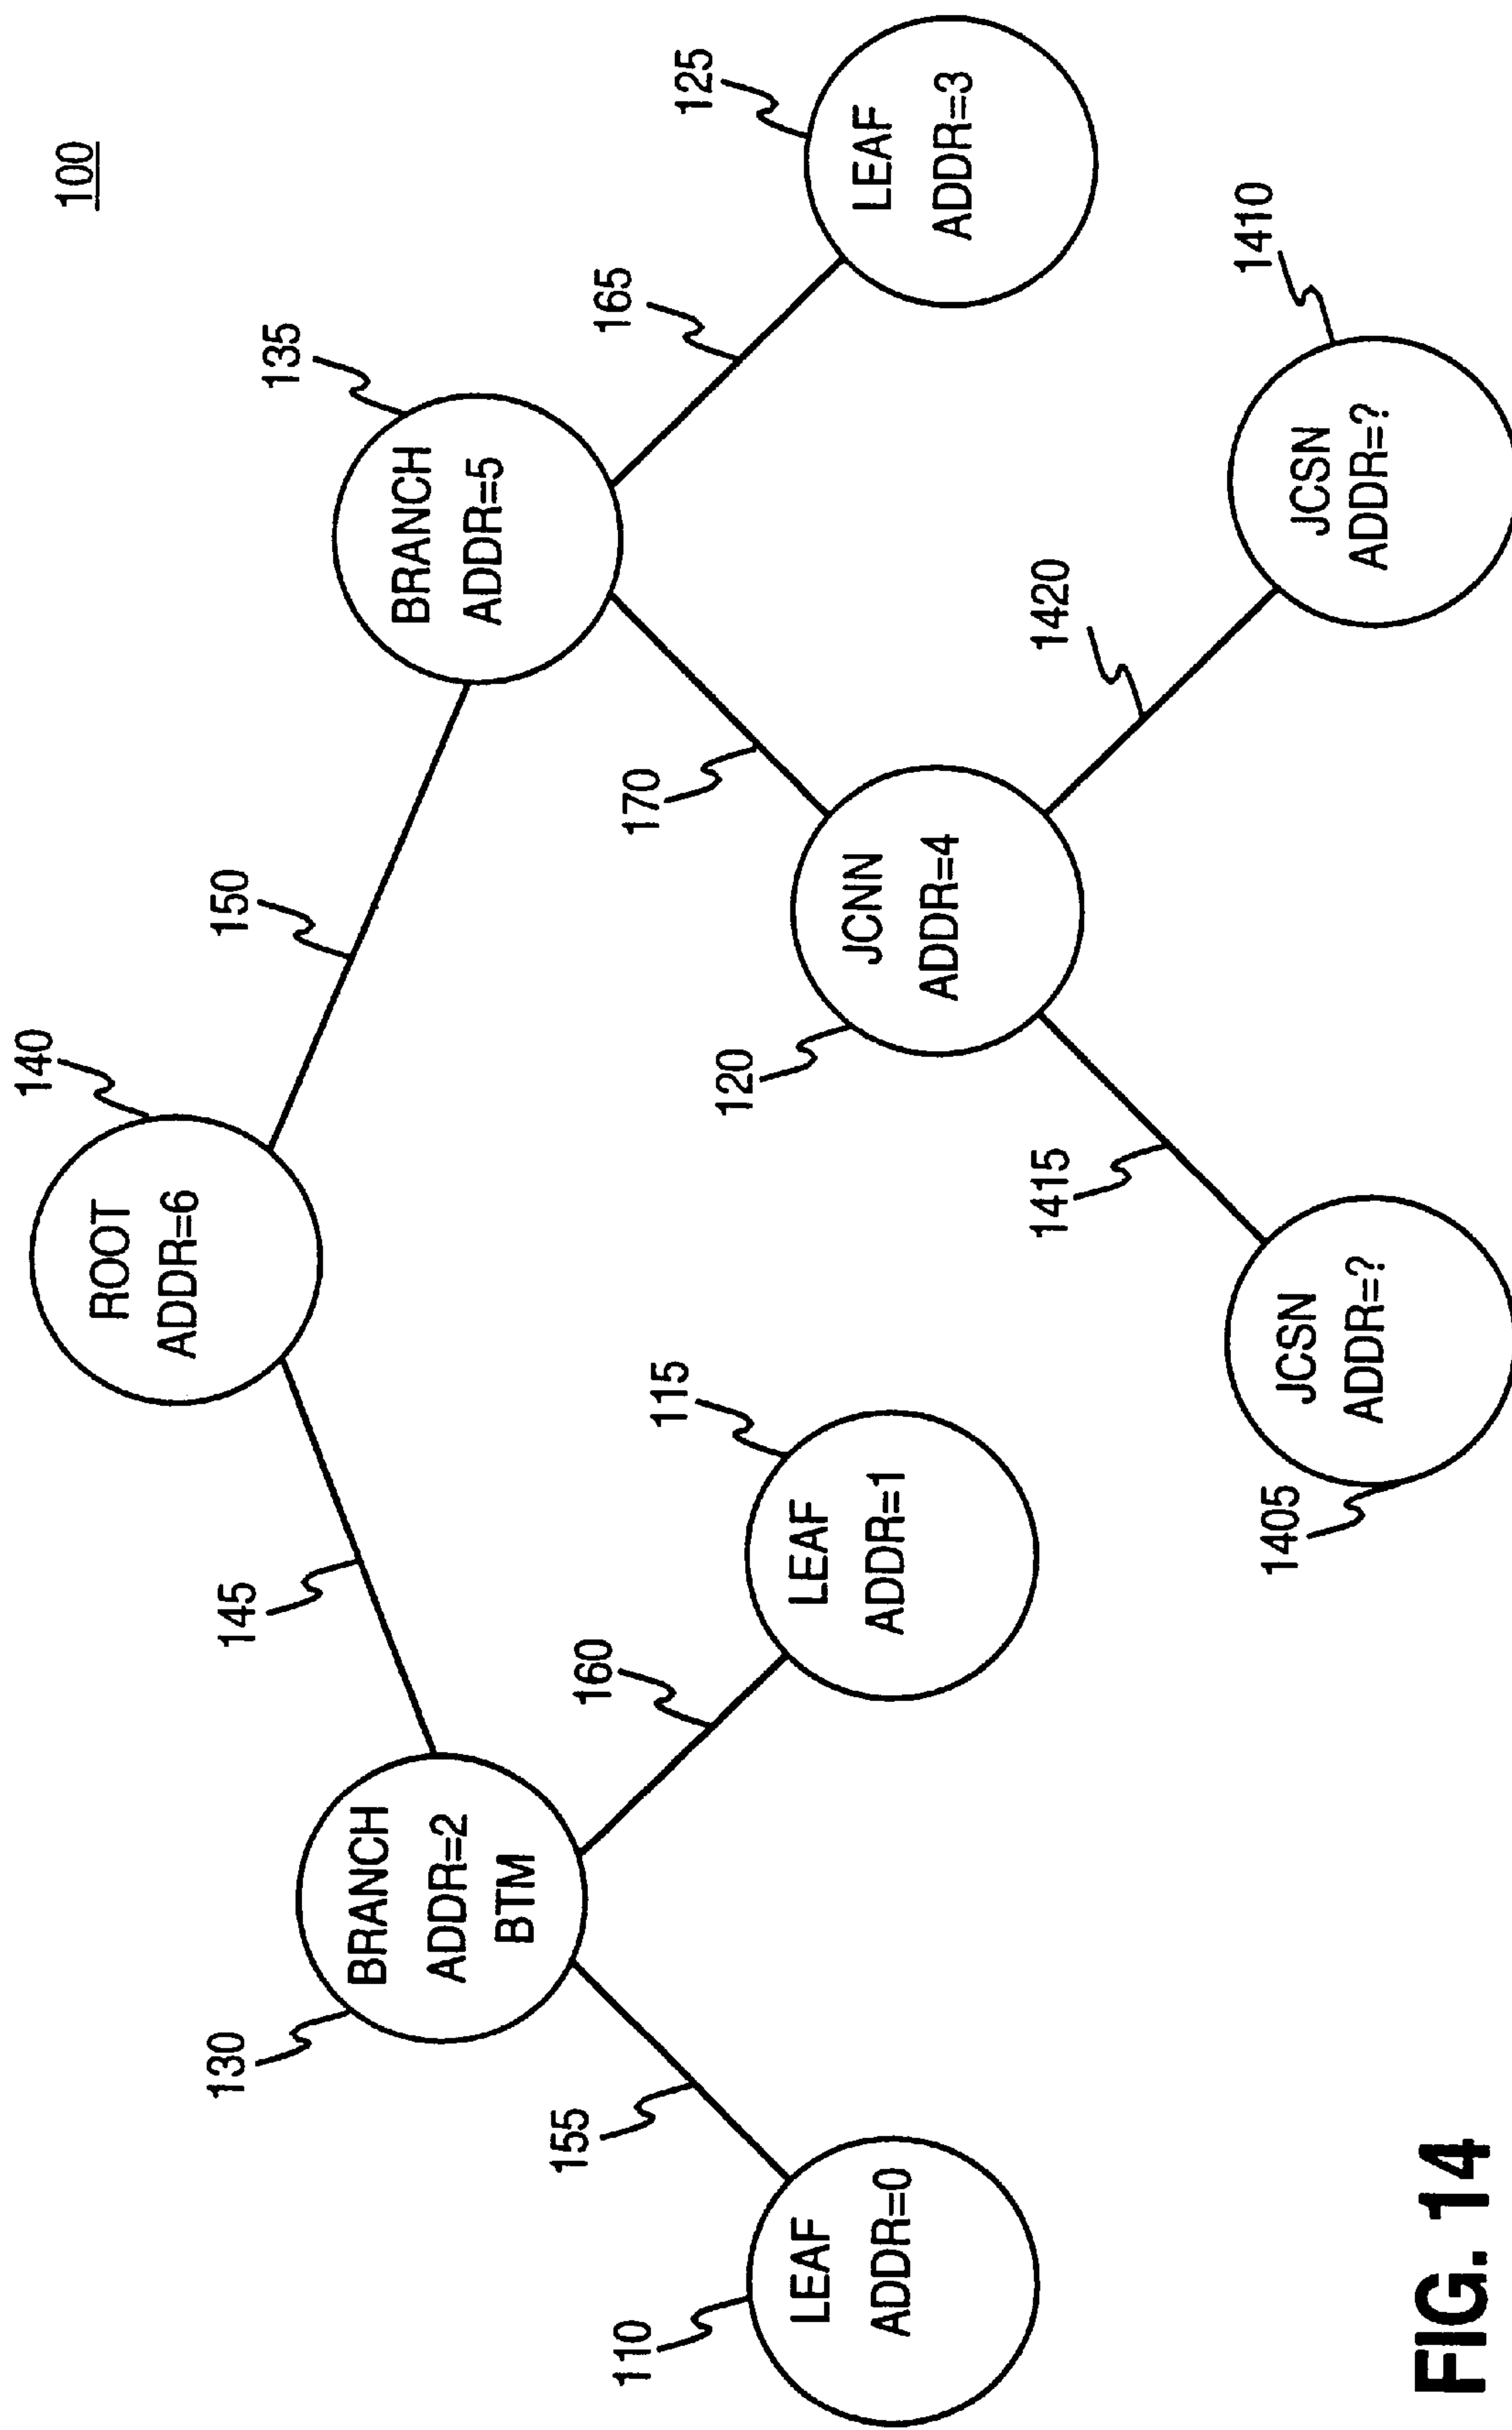 100
140
ROOT
ADDR=6
145
150
130
BRANCH
ADDR=2
BTM
135
BRANCH
ADDR=5
155
160
170
165
110
LEAF
ADDR=0
115
LEAF
ADDR=1
120
JCNN
ADDR=4
125
LEAF
ADDR=3
1415
1420
1405
JCSN
ADDR=?
1410
JCSN
ADDR=?
FIG. 14